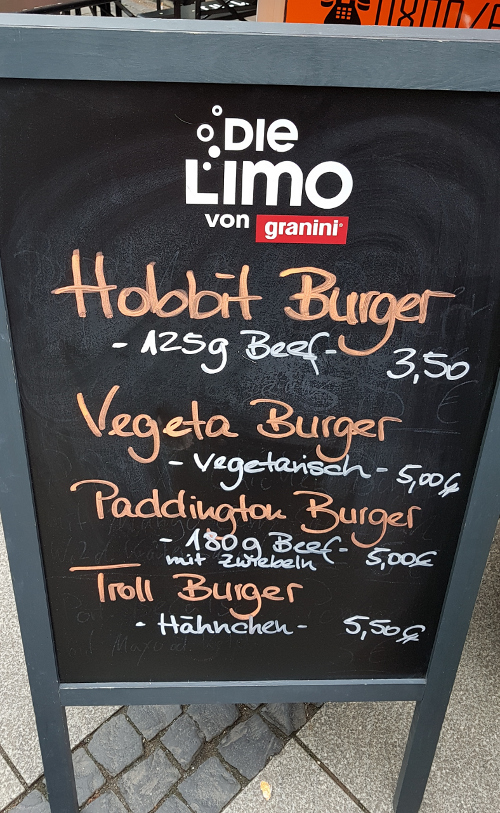 0800/
DIE
LIMO
von granini
Hobbit Burger
- 125g Beef -
3,50
Vegeta Burger
- Vegetarisch -
5,00€
Paddington Burger
- 180g Beef -
mit Zwiebeln
5,00€
Troll Burger
- Hähnchen -
5,50€